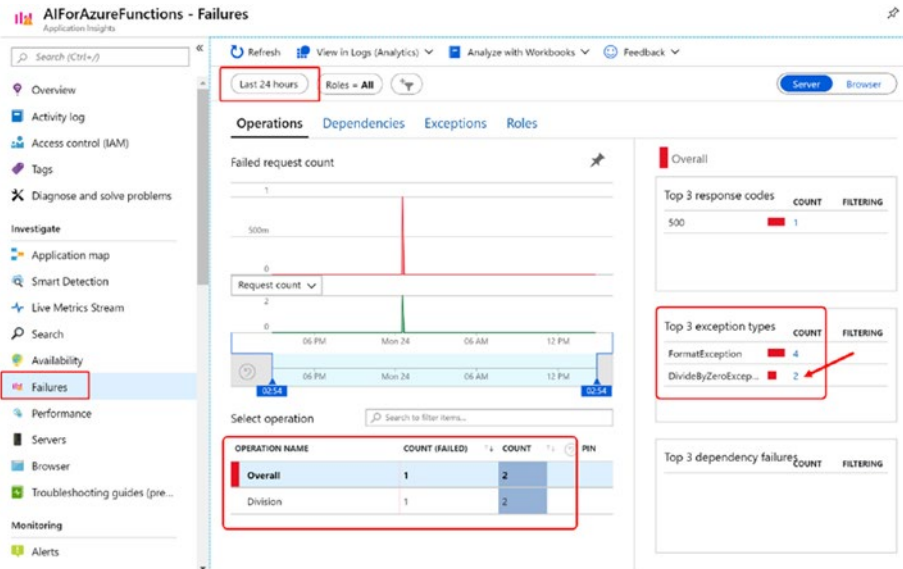 AIForAzureFunctions - Failures
Application Insights
Search (Ctrl+/)
Overview
Activity log
Access control (IAM)
Tags
Diagnose and solve problems
Investigate
Application map
Smart Detection
Live Metrics Stream
Search
Availability
Failures
Performance
Servers
Browser
Troubleshooting guides (pre...
Monitoring
Alerts
Refresh View in Logs (Analytics) Analyze with Workbooks Feedback
Last 24 hours Roles = All Server Browser
Operations Dependencies Exceptions Roles
Failed request count
1
500m
0
Request count
2
0
06 PM Mon 24 06 AM 12 PM
06 PM Mon 24 06 AM 12 PM
02:54 02:54
Select operation Search to filter items...
OPERATION NAME COUNT (FAILED) COUNT PIN
Overall 1 2
Division 1 2
Overall
Top 3 response codes COUNT FILTERING
500 1
Top 3 exception types COUNT FILTERING
FormatException 4
DivideByZeroExcep... 2
Top 3 dependency failures COUNT FILTERING